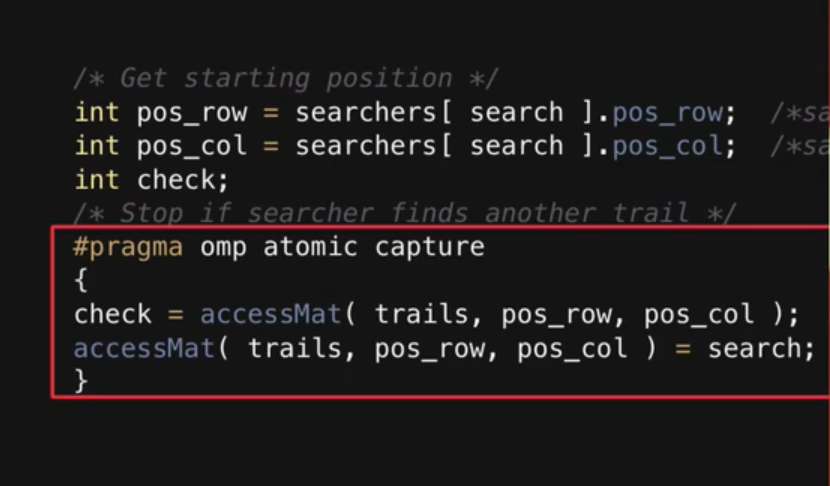 /* Get starting position */
int pos_row = searchers[ search ].pos_row; /*sa
int pos_col = searchers[ search ].pos_col; /*sa
int check;
/* Stop if searcher finds another trail */
#pragma omp atomic capture
{
check = accessMat( trails, pos_row, pos_col );
accessMat( trails, pos_row, pos_col ) = search;
}